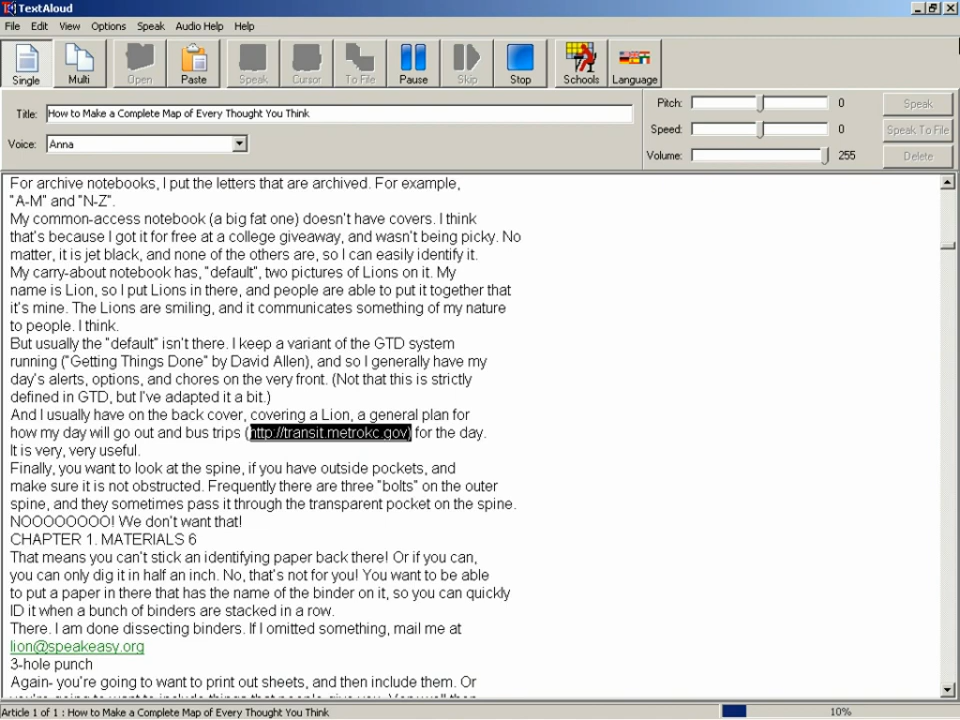 TextAloud
File Edit View Options Speak Audio Help Help
Single Multi Open Paste Speak Cursor To File Pause Skip Stop Schools Language
Title: How to Make a Complete Map of Every Thought You Think
Voice: Anna
Pitch: 0 Speak
Speed: 0 Speak To File
Volume: 255 Delete
For archive notebooks, I put the letters that are archived. For example,
"A-M" and "N-Z".
My common-access notebook (a big fat one) doesn't have covers. I think
that's because I got it for free at a college giveaway, and wasn't being picky. No
matter, it is jet black, and none of the others are, so I can easily identify it.
My carry-about notebook has, "default", two pictures of Lions on it. My
name is Lion, so I put Lions in there, and people are able to put it together that
it's mine. The Lions are smiling, and it communicates something of my nature
to people. I think.
But usually the "default" isn't there. I keep a variant of the GTD system
running ("Getting Things Done" by David Allen), and so I generally have my
day's alerts, options, and chores on the very front. (Not that this is strictly
defined in GTD, but I've adapted it a bit.)
And I usually have on the back cover, covering a Lion, a general plan for
how my day will go out and bus trips (http://transit.metrokc.gov) for the day.
It is very, very useful.
Finally, you want to look at the spine, if you have outside pockets, and
make sure it is not obstructed. Frequently there are three "bolts" on the outer
spine, and they sometimes pass it through the transparent pocket on the spine.
NOOOOOOOO! We don't want that!
CHAPTER 1. MATERIALS 6
That means you can't stick an identifying paper back there! Or if you can,
you can only dig it in half an inch. No, that's not for you! You want to be able
to put a paper in there that has the name of the binder on it, so you can quickly
ID it when a bunch of binders are stacked in a row.
There. I am done dissecting binders. If I omitted something, mail me at
lion@speakeasy.org
3-hole punch
Again- you're going to want to print out sheets, and then include them. Or
you're going to want to include things that people give you. Very well then
Article 1 of 1 : How to Make a Complete Map of Every Thought You Think 10%